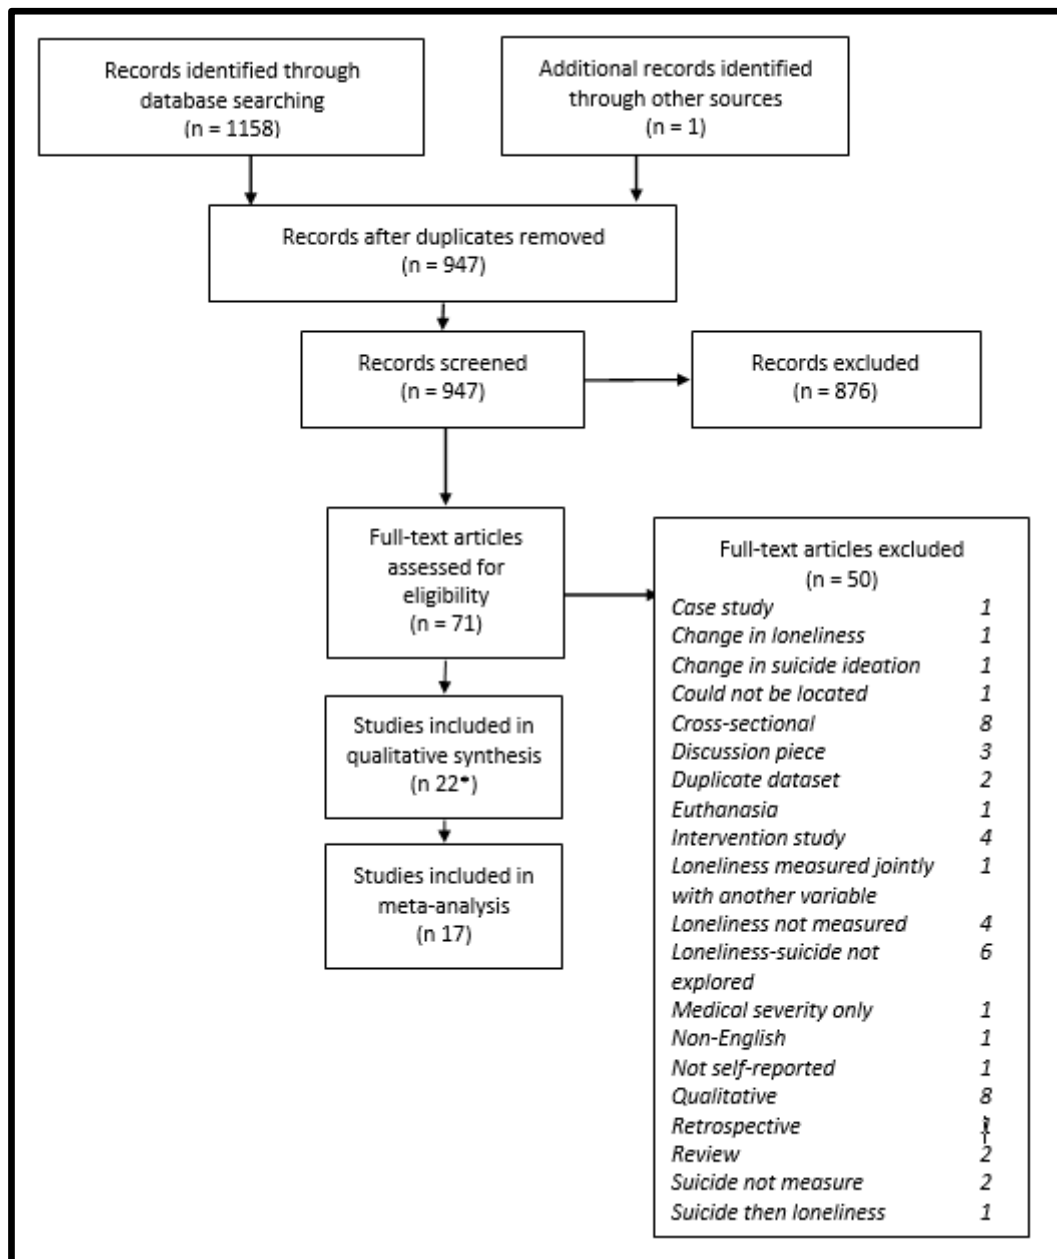 Records identified through
database searching
(n = 1158)
Additional records identified
through other sources
(n = 1)
Records after duplicates removed
(n = 947)
Records screened
(n = 947)
Records excluded
(n = 876)
Full-text articles
assessed for
eligibility
(n = 71)
Full-text articles excluded
(n = 50)
Case study 1
Change in loneliness 1
Change in suicide ideation 1
Could not be located 1
Cross-sectional 8
Discussion piece 3
Duplicate dataset 2
Euthanasia 1
Intervention study 4
Loneliness measured jointly 1
with another variable
Loneliness not measured 4
Loneliness-suicide not 6
explored
Medical severity only 1
Non-English 1
Not self-reported 1
Qualitative 8
Retrospective 1
Review 2
Suicide not measure 2
Suicide then loneliness 1
Studies included in
qualitative synthesis
(n 22*)
Studies included in
meta-analysis
(n 17)